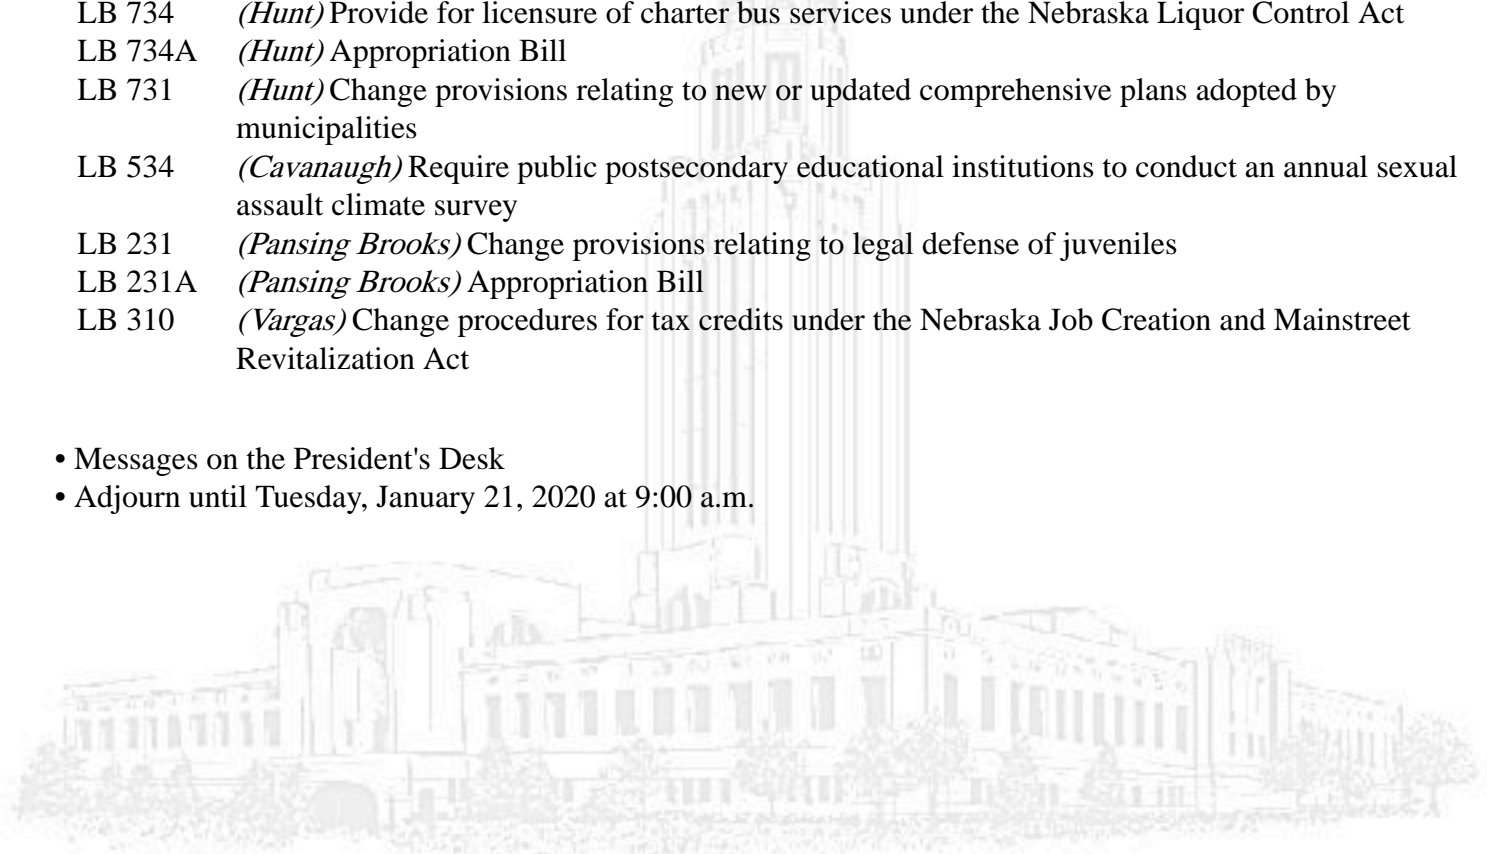 LB 734 (Hunt) Provide for licensure of charter bus services under the Nebraska Liquor Control Act
LB 734A (Hunt) Appropriation Bill
LB 731 (Hunt) Change provisions relating to new or updated comprehensive plans adopted by
municipalities
LB 534 (Cavanaugh) Require public postsecondary educational institutions to conduct an annual sexual
assault climate survey
LB 231 (Pansing Brooks) Change provisions relating to legal defense of juveniles
LB 231A (Pansing Brooks) Appropriation Bill
LB 310 (Vargas) Change procedures for tax credits under the Nebraska Job Creation and Mainstreet
Revitalization Act
• Messages on the President's Desk
• Adjourn until Tuesday, January 21, 2020 at 9:00 a.m.